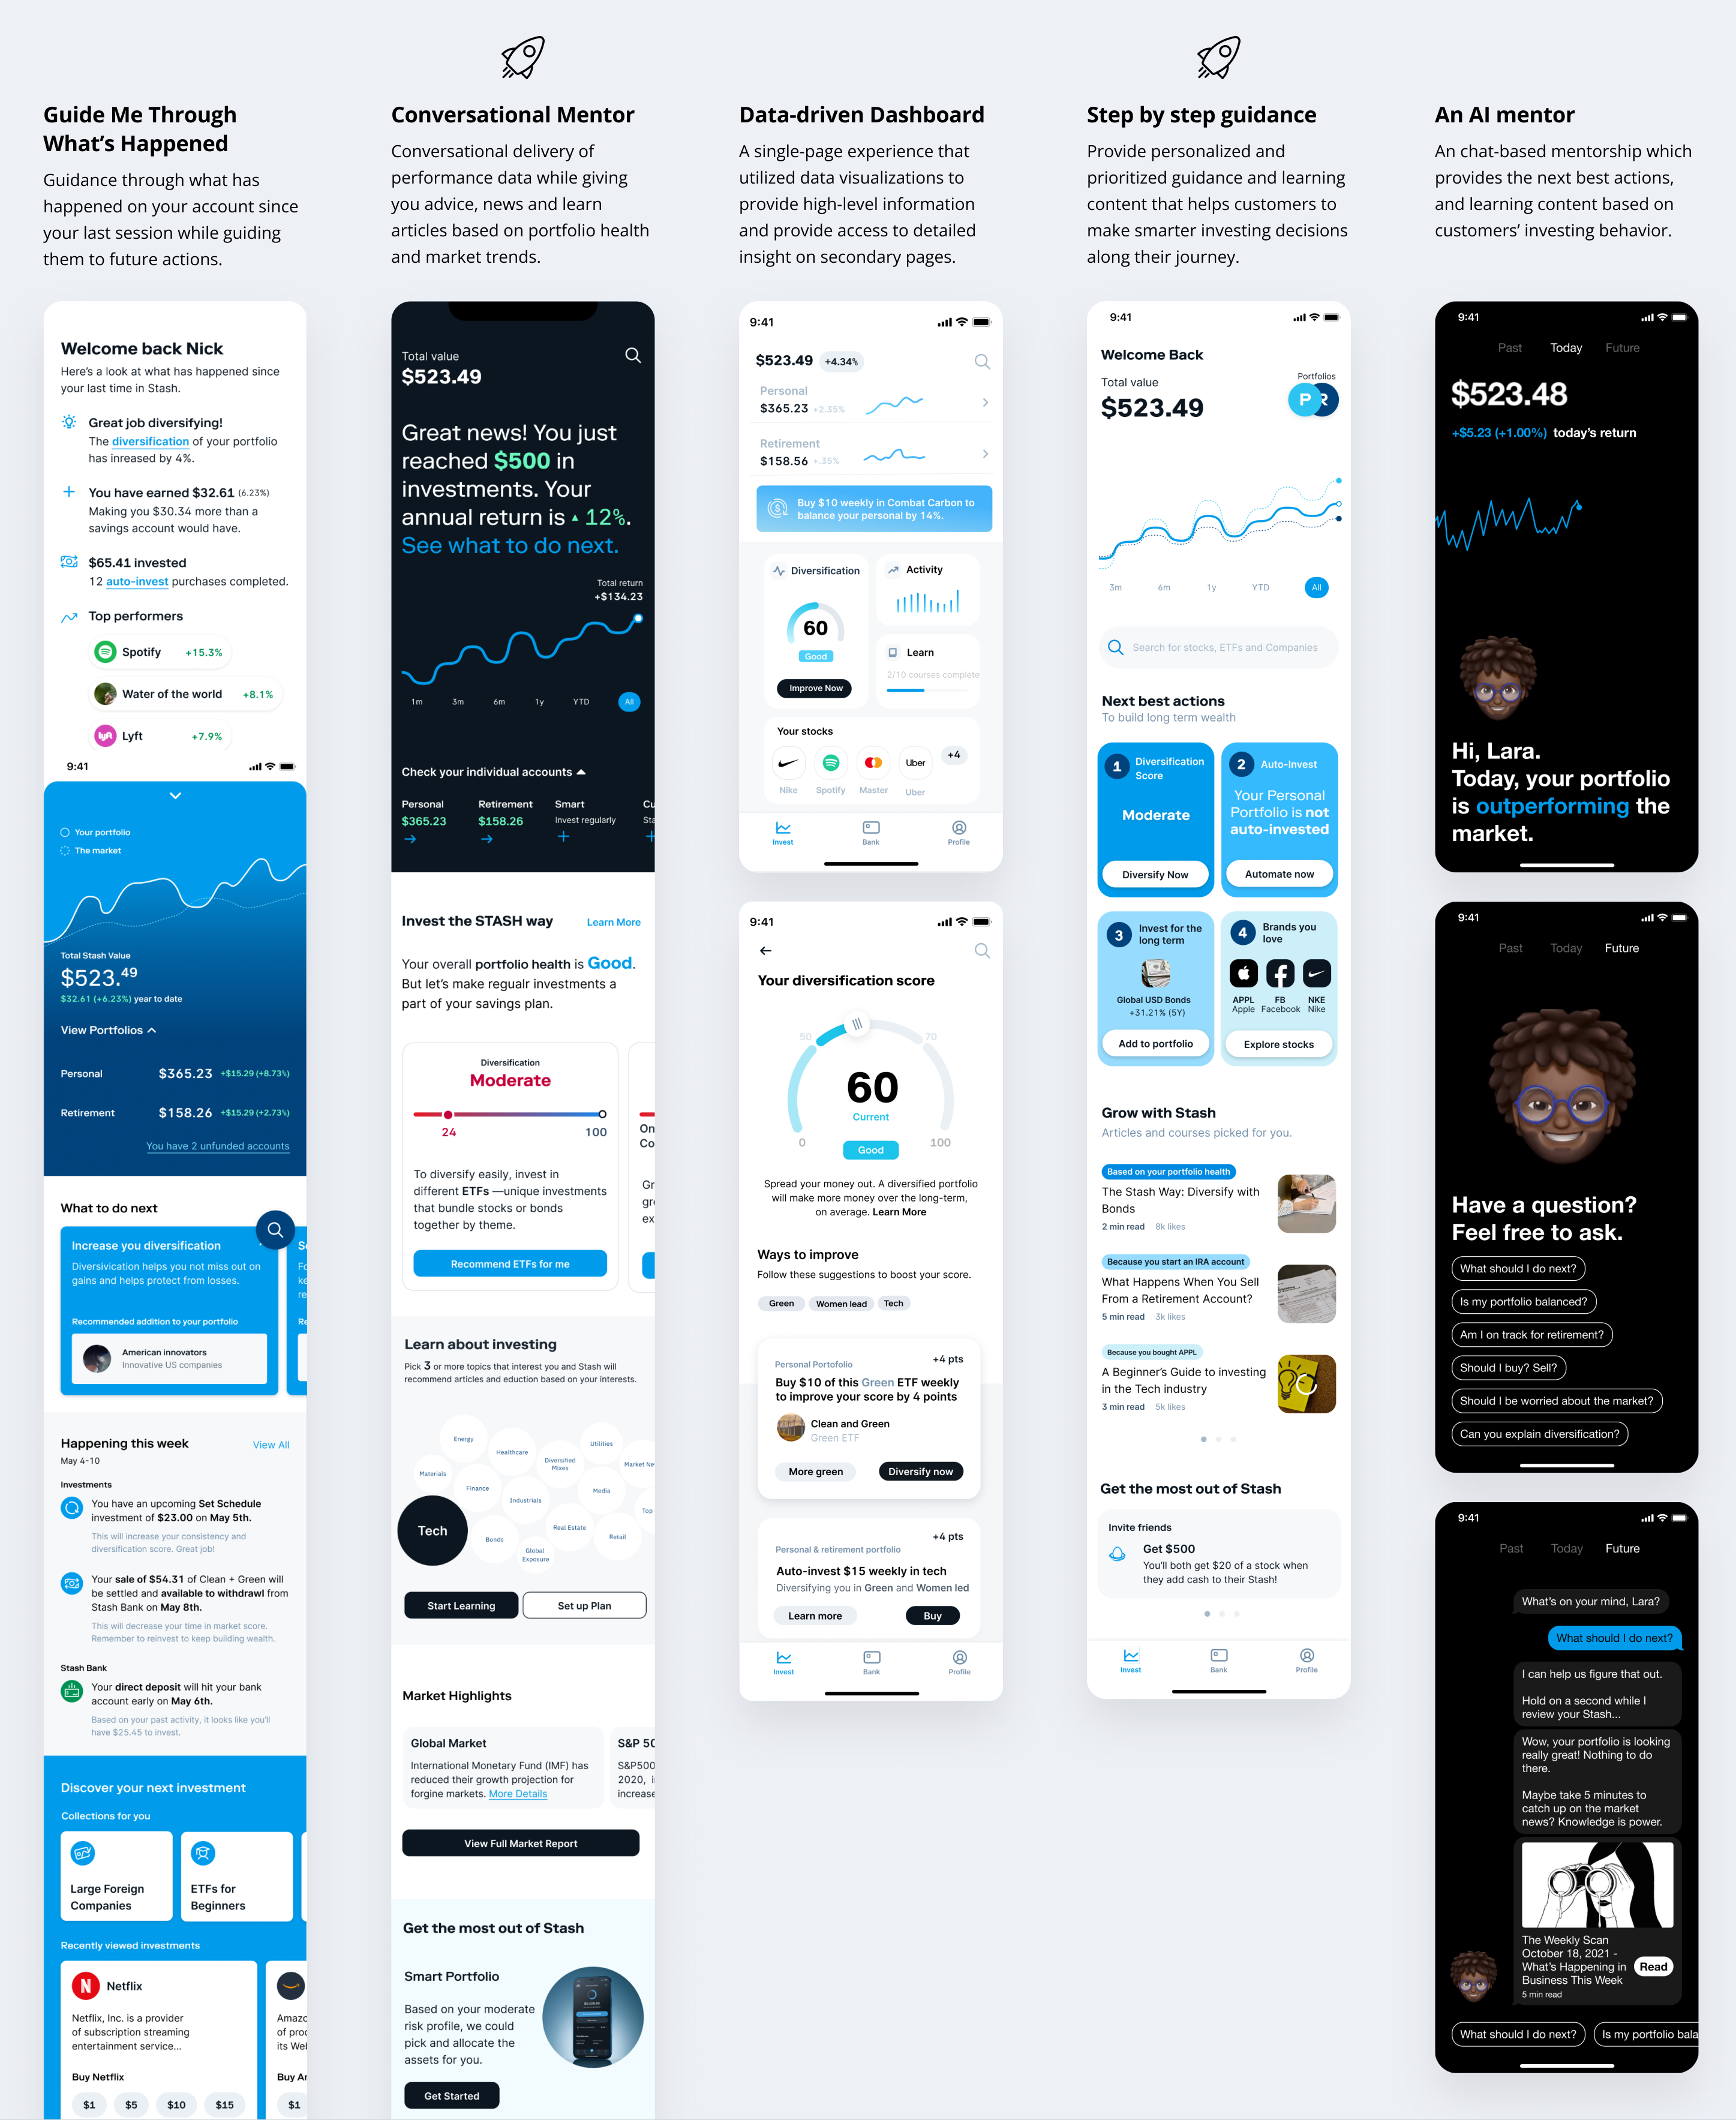 Guide Me Through
What's Happened
Guidance through what has
happened on your account since
your last session while guiding
them to future actions.
Welcome back Nick
Here's a look at what has happened since
your last time in Stash.
Great job diversifying!
The diversification of your portfolio
has inreased by 4%.
You have earned $32.61 (6.23%)
Making you $30.34 more than a
savings account would have.
$65.41 invested
12 auto-invest purchases completed.
Top performers
Spotify +15.3%
Water of the world +8.1%
Lyft +7.9%
9:41
Your portfolio
The market
Total Stash Value
$523.49
$32.61 (+6.23%) year to date
View Portfolios
Personal $365.23 +$15.29 (+8.73%)
Retirement $158.26 +$15.29 (+2.73%)
You have 2 unfunded accounts
What to do next
Increase you diversification
Diversivication helps you not miss out on
gains and helps protect from losses.
Recommended addition to your portfolio
American innovators
Innovative US companies
Happening this week View All
May 4-10
Investments
You have an upcoming Set Schedule
investment of $23.00 on May 5th.
This will increase your consistency and
diversification score. Great job!
Your sale of $54.31 of Clean + Green will
be settled and available to withdrawl from
Stash Bank on May 8th.
This will decrease your time in market score.
Remember to reinvest to keep building wealth.
Stash Bank
Your direct deposit will hit your bank
account early on May 6th.
Based on your past activity, it looks like you'll
have $25.45 to invest.
Discover your next investment
Collections for you
Large Foreign
Companies
ETFs for
Beginners
Recently viewed investments
N Netflix
Netflix, Inc. is a provider
of subscription streaming
entertainment service...
Buy Netflix
$1 $5 $10 $15
Amazo
of proc
its Wel
Buy Ar
$1
Conversational Mentor
Conversational delivery of
performance data while giving
you advice, news and learn
articles based on portfolio health
and market trends.
Total value
$523.49
Great news! You just
reached $500 in
investments. Your
annual return is 12%.
See what to do next.
Total return
+$134.23
1m 3m 6m 1y YTD All
Check your individual accounts
Personal Retirement Smart Cu
$365.23 $158.26 Invest regularly Sta
Invest the STASH way Learn More
Your overall portfolio health is Good.
But let's make regualr investments a
part of your savings plan.
Diversification
Moderate
24 100
To diversify easily, invest in
different ETFs —unique investments
that bundle stocks or bonds
together by theme.
Recommend ETFs for me
On
Co
Gr
gre
ex
Learn about investing
Pick 3 or more topics that interest you and Stash will
recommend articles and eduction based on your interests.
Energy
Healthcare
Utilities
Materials
Diversified
Mixes
Market Ne
Finance
Industrials
Media
Top
Tech
Bonds
Real Estate
Retail
Global
Exposure
Start Learning Set up Plan
Market Highlights
Global Market
International Monetary Fund (IMF) has
reduced their growth projection for
forgine markets. More Details
S&P 50
S&P500
2020, i
increase
View Full Market Report
Get the most out of Stash
Smart Portfolio
Based on your moderate
risk profile, we could
pick and allocate the
assets for you.
Get Started
Data-driven Dashboard
A single-page experience that
utilized data visualizations to
provide high-level information
and provide access to detailed
insight on secondary pages.
9:41
$523.49 +4.34%
Personal
$365.23 +2.35%
Retirement
$158.56 +.35%
Buy $10 weekly in Combat Carbon to
balance your personal by 14%.
Diversification
60
Good
Improve Now
Activity
Learn
2/10 courses complete
Your stocks
Uber
+4
Nike Spotify Master Uber
Invest Bank Profile
9:41
Your diversification score
50 70
60
Current
0 100
Good
Spread your money out. A diversified portfolio
will make more money over the long-term,
on average. Learn More
Ways to improve
Follow these suggestions to boost your score.
Green Women lead Tech
+4 pts
Personal Portofolio
Buy $10 of this Green ETF weekly
to improve your score by 4 points
Clean and Green
Green ETF
More green Diversify now
+4 pts
Personal & retirement portfolio
Auto-invest $15 weekly in tech
Diversifying you in Green and Women led
Learn more Buy
Invest Bank Profile
Step by step guidance
Provide personalized and
prioritized guidance and learning
content that helps customers to
make smarter investing decisions
along their journey.
9:41
Welcome Back
Total value
$523.49
Portfolios
P R
3m 6m 1y YTD All
Search for stocks, ETFs and Companies
Next best actions
To build long term wealth
1 Diversification
Score
Moderate
Diversify Now
2 Auto-Invest
Your Personal
Portfolio is not
auto-invested
Automate now
3 Invest for the
long term
Global USD Bonds
+31.21% (5Y)
Add to portfolio
4 Brands you
love
APPL FB NKE
Apple Facebook Nike
Explore stocks
Grow with Stash
Articles and courses picked for you.
Based on your portfolio health
The Stash Way: Diversify with
Bonds
2 min read 8k likes
Because you start an IRA account
What Happens When You Sell
From a Retirement Account?
5 min read 3k likes
Because you bought APPL
A Beginner's Guide to investing
in the Tech industry
3 min read 5k likes
Get the most out of Stash
Invite friends
Get $500
You'll both get $20 of a stock when
they add cash to their Stash!
Invest Bank Profile
An AI mentor
An chat-based mentorship which
provides the next best actions,
and learning content based on
customers' investing behavior.
9:41
Past Today Future
$523.48
+$5.23 (+1.00%) today's return
Hi, Lara.
Today, your portfolio
is outperforming the
market.
9:41
Past Today Future
Have a question?
Feel free to ask.
What should I do next?
Is my portfolio balanced?
Am I on track for retirement?
Should I buy? Sell?
Should I be worried about the market?
Can you explain diversification?
9:41
Past Today Future
What's on your mind, Lara?
What should I do next?
I can help us figure that out.
Hold on a second while I
review your Stash...
Wow, your portfolio is looking
really great! Nothing to do
there.
Maybe take 5 minutes to
catch up on the market
news? Knowledge is power.
The Weekly Scan
October 18, 2021 -
What's Happening in
Business This Week
5 min read
Read
What should I do next? Is my portfolio bala